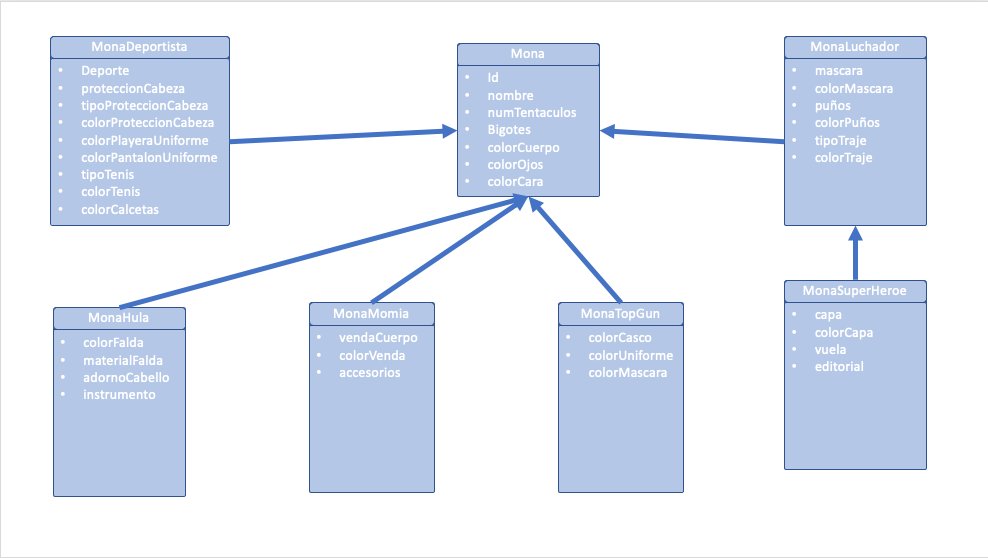 MonaDeportista
Deporte
proteccionCabeza
tipoProteccionCabeza
colorProteccionCabeza
colorPlayeraUniforme
colorPantalonUniforme
tipoTenis
colorTenis
colorCalcetas
Mona
Id
nombre
numTentaculos
Bigotes
colorCuerpo
colorOjos
colorCara
MonaLuchador
mascara
colorMascara
puños
colorPuños
tipoTraje
colorTraje
MonaHula
colorFalda
materialFalda
adornoCabello
instrumento
MonaMomia
vendaCuerpo
colorVenda
accesorios
MonaTopGun
colorCasco
colorUniforme
colorMascara
MonaSuperHeroe
capa
colorCapa
vuela
editorial